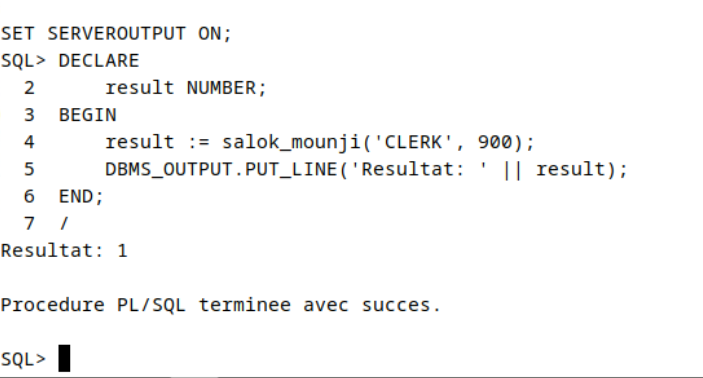 SET SERVEROUTPUT ON;
SQL> DECLARE
  2      result NUMBER;
  3  BEGIN
  4      result := salok_mounji('CLERK', 900);
  5      DBMS_OUTPUT.PUT_LINE('Resultat: ' || result);
  6  END;
  7  /
Resultat: 1

Procedure PL/SQL terminee avec succes.

SQL>